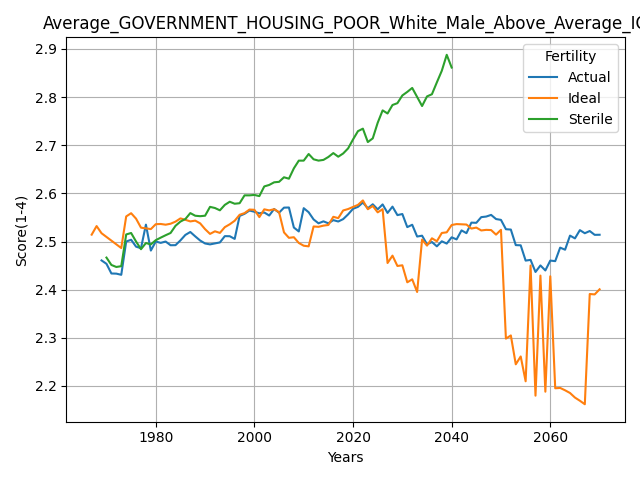 Average_GOVERNMENT_HOUSING_POOR_White_Male_Above_Average_IQ
Fertility
Actual
Ideal
Sterile
Score(1-4)
2.9
2.8
2.7
2.6
2.5
2.4
2.3
2.2
1980 2000 2020 2040 2060
Years